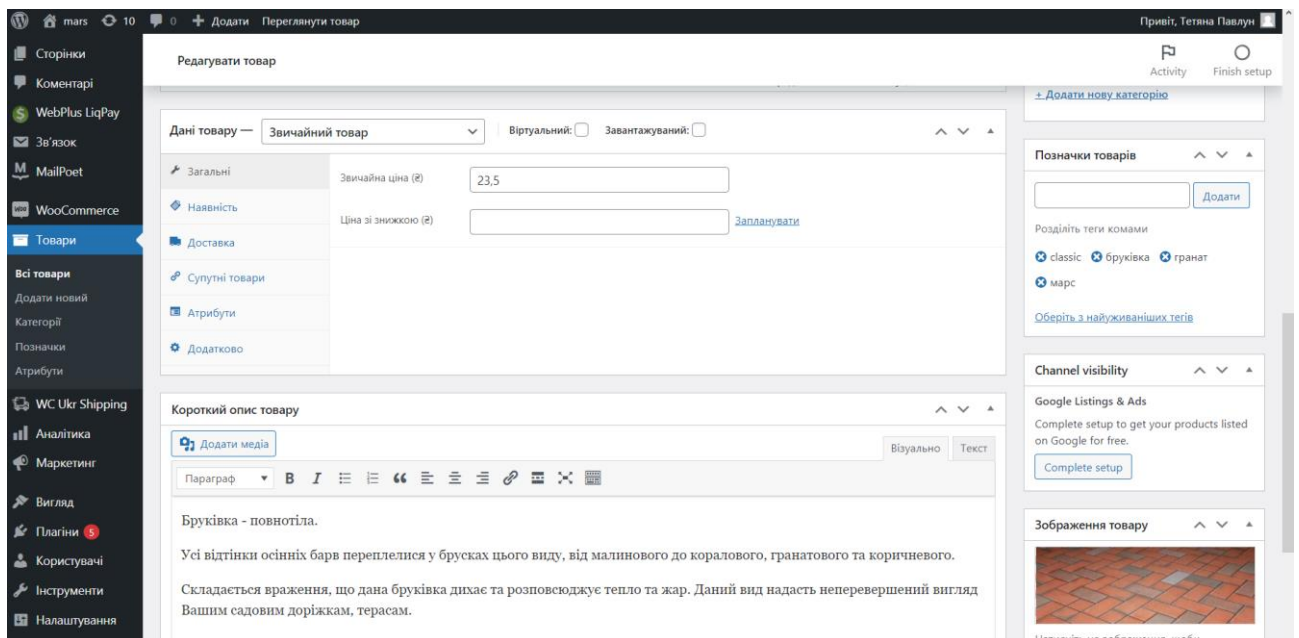 mars 10 0 Додати Переглянути товар Привіт, Тетяна Павлун
Сторінки
Коментарі
WebPlus LiqPay
Зв'язок
MailPoet
WooCommerce
Товари
Всі товари
Додати новий
Категорії
Позначки
Атрибути
WC Ukr Shipping
Аналітика
Маркетинг
Вигляд
Плагіни 5
Користувачі
Інструменти
Налаштування
Редагувати товар
Activity Finish setup
Дані товару — Звичайний товар Віртуальний: Завантажуваний:
Загальні
Наявність
Доставка
Супутні товари
Атрибути
Додатково
Звичайна ціна (₴) 23,5
Ціна зі знижкою (₴) Запланувати
Короткий опис товару
Додати медіа
Візуально Текст
Параграф B I
Бруківка - повнотіла.
Усі відтінки осінніх барв переплелися у брусках цього виду, від малинового до коралового, гранатового та коричневого.
Складається враження, що дана бруківка дихає та розповсюджує тепло та жар. Даний вид надасть неперевершений вигляд
Вашим садовим доріжкам, терасам.
+ Додати нову категорію
Позначки товарів
Додати
Розділіть теги комами
classic бруківка гранат
марс
Оберіть з найуживаніших тегів
Channel visibility
Google Listings & Ads
Complete setup to get your products listed
on Google for free.
Complete setup
Зображення товару